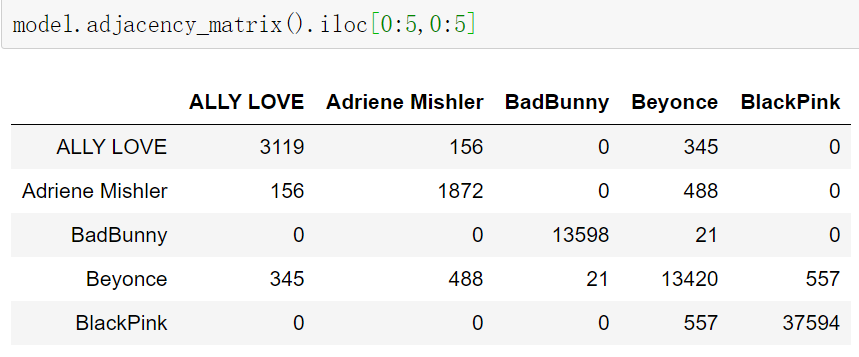 model.adjacency_matrix().iloc[0:5,0:5]
ALLY LOVE Adriene Mishler BadBunny Beyonce BlackPink
ALLY LOVE 3119 156 0 345 0
Adriene Mishler 156 1872 0 488 0
BadBunny 0 0 13598 21 0
Beyonce 345 488 21 13420 557
BlackPink 0 0 0 557 37594